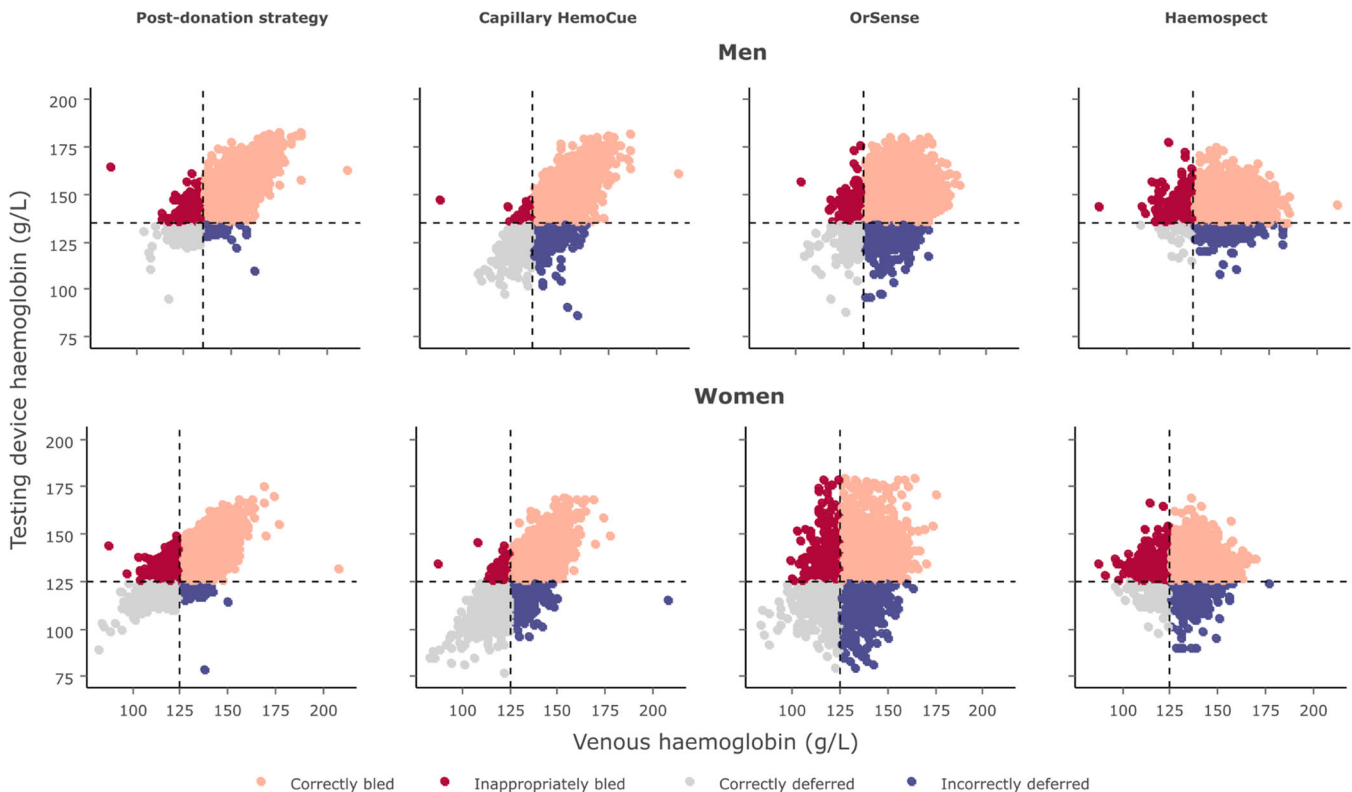 Post-donation strategy Capillary HemoCue OrSense Haemospect
Men
Testing device haemoglobin (g/L)
200
175
150
125
100
75
Women
200
175
150
125
100
75
100 125 150 175 200 100 125 150 175 200 100 125 150 175 200 100 125 150 175 200
Venous haemoglobin (g/L)
Correctly bled Inappropriately bled Correctly deferred Incorrectly deferred